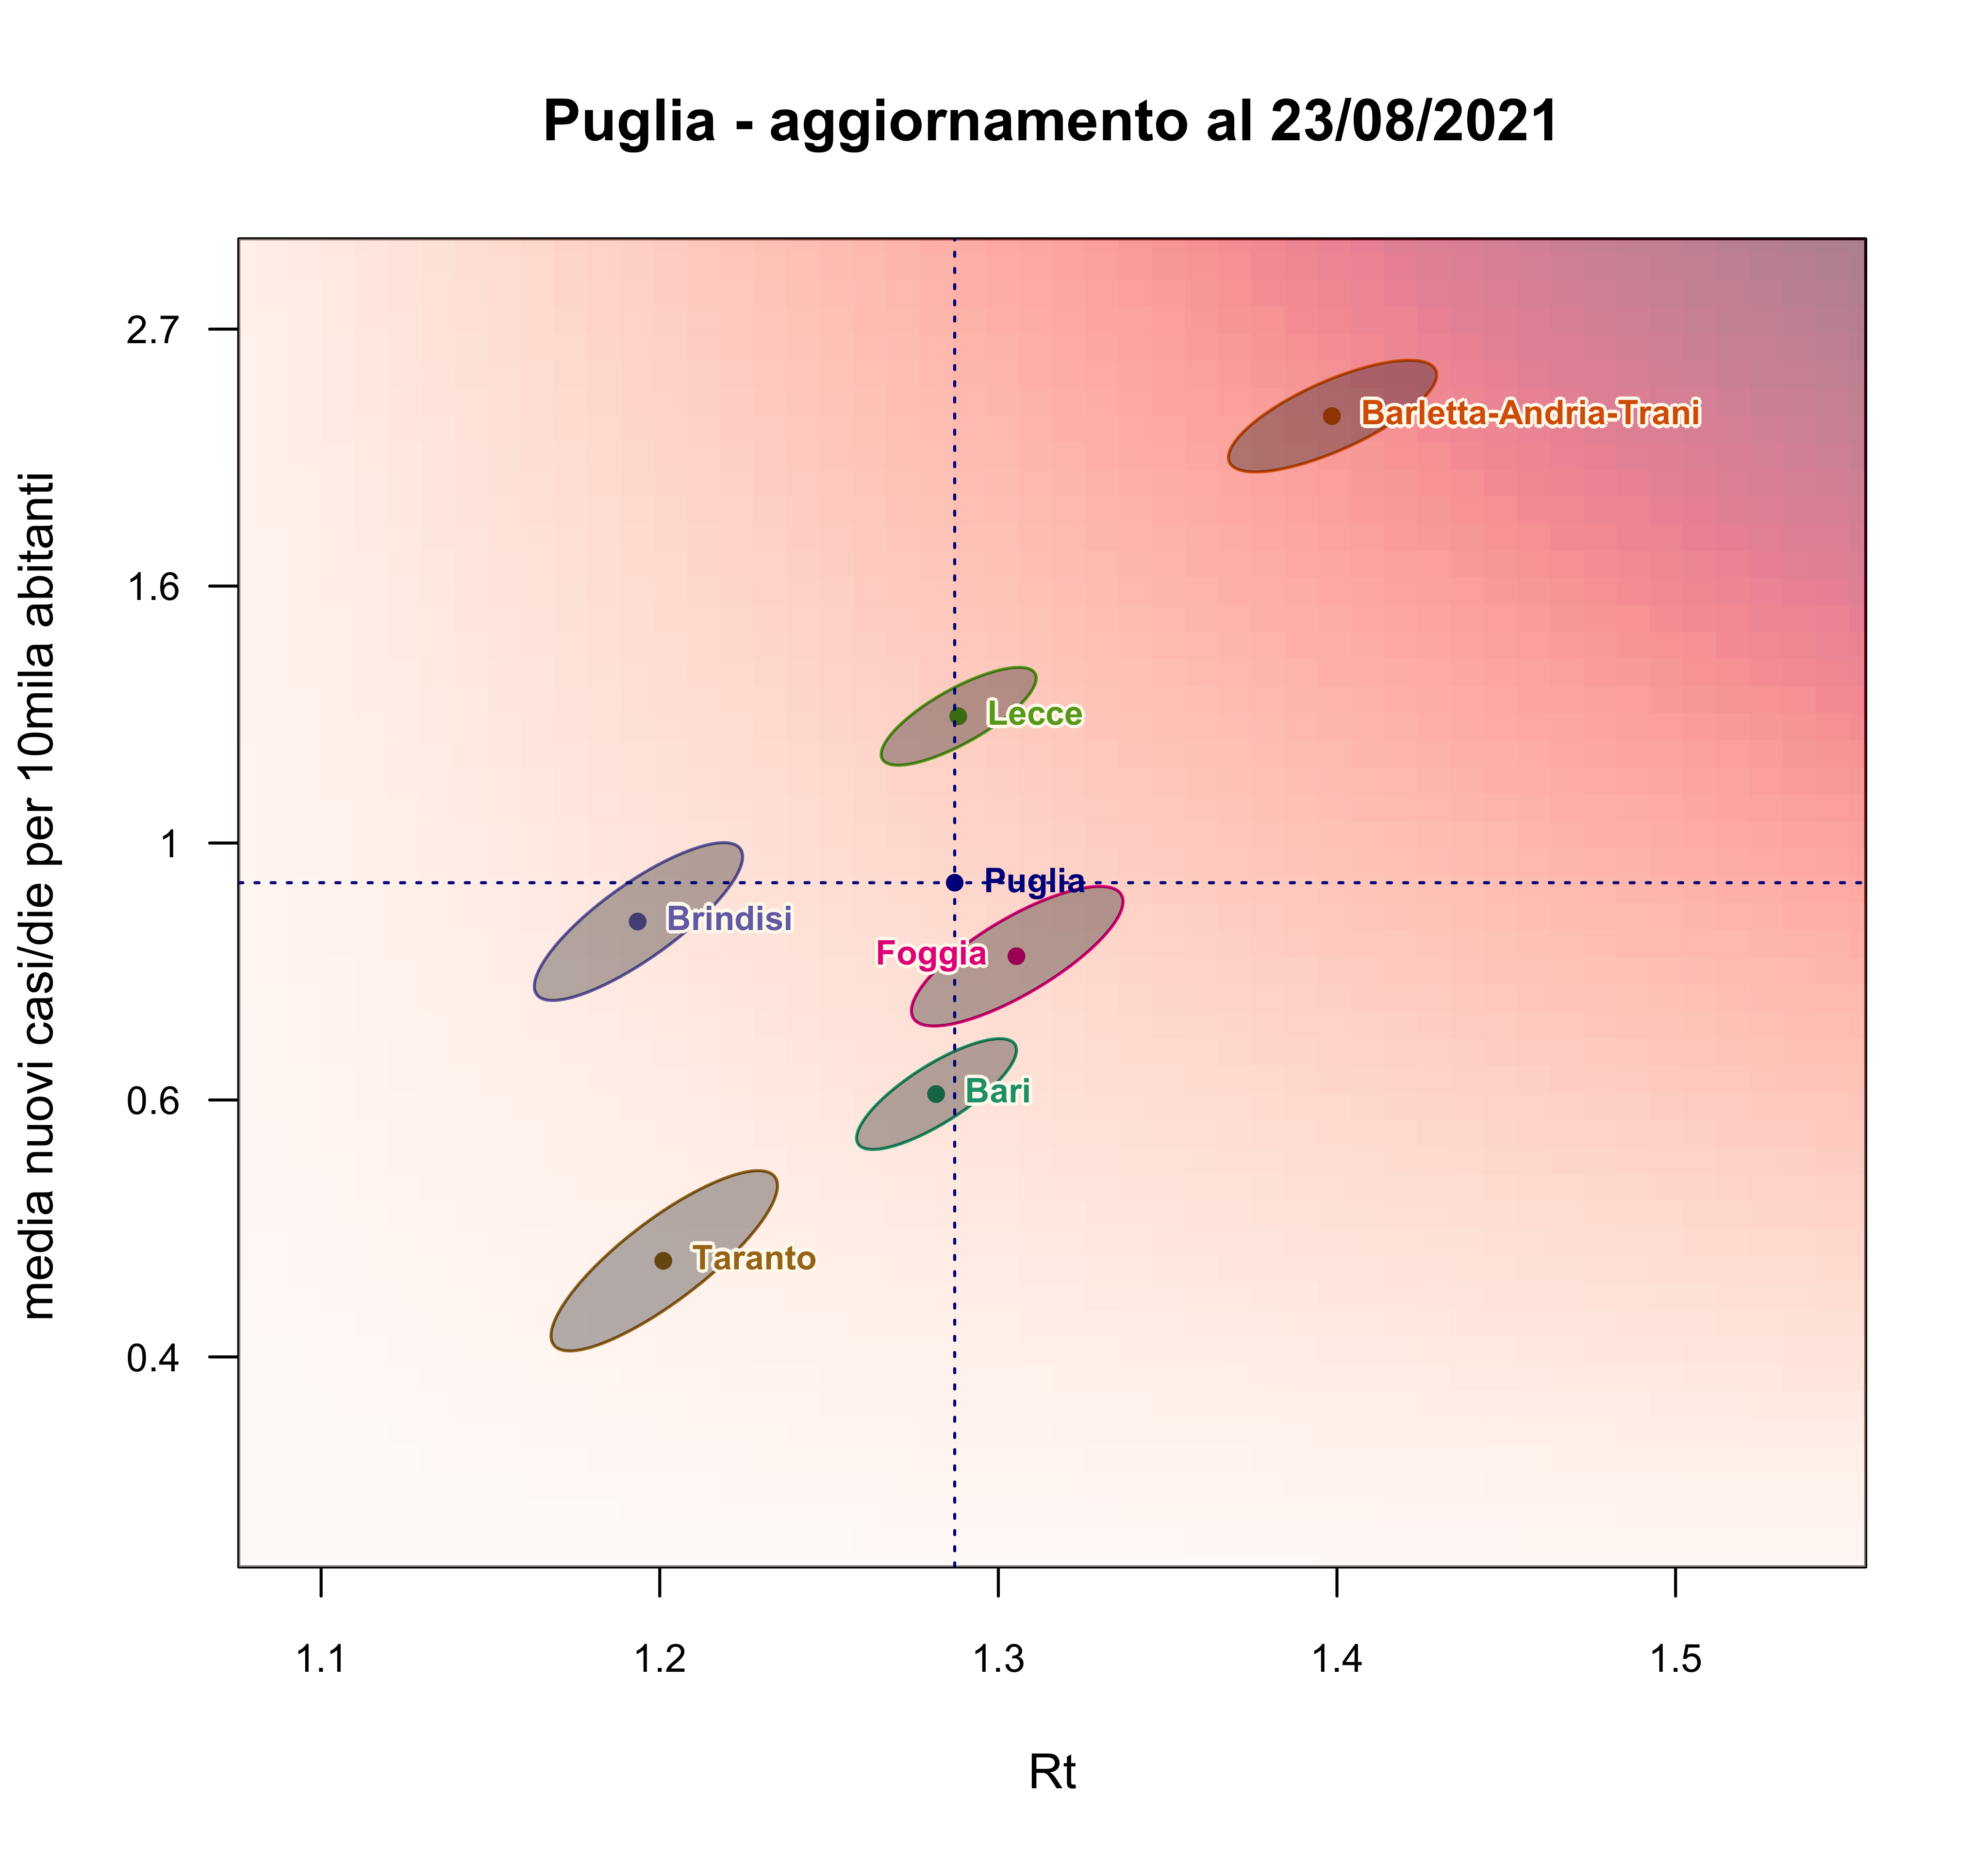 Puglia - aggiornamento al 23/08/2021
media nuovi casi/die per 10mila abitanti
2.7
1.6
1
0.6
0.4
Barletta-Andria-Trani
Lecce
Puglia
Brindisi
Foggia
Bari
Taranto
1.1 1.2 1.3 1.4 1.5
Rt